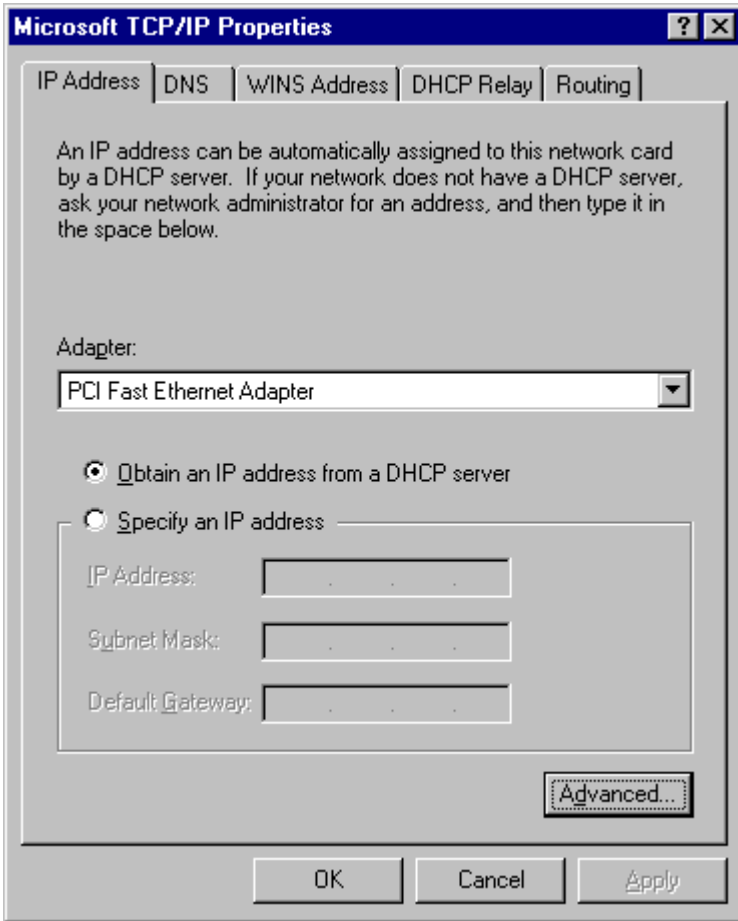 Microsoft TCP/IP Properties
IP Address DNS WINS Address DHCP Relay Routing
An IP address can be automatically assigned to this network card
by a DHCP server. If your network does not have a DHCP server,
ask your network administrator for an address, and then type it in
the space below.
Adapter:
PCI Fast Ethernet Adapter
Obtain an IP address from a DHCP server
Specify an IP address
IP Address: . . .
Subnet Mask: . . .
Default Gateway: . . .
Advanced...
OK Cancel Apply